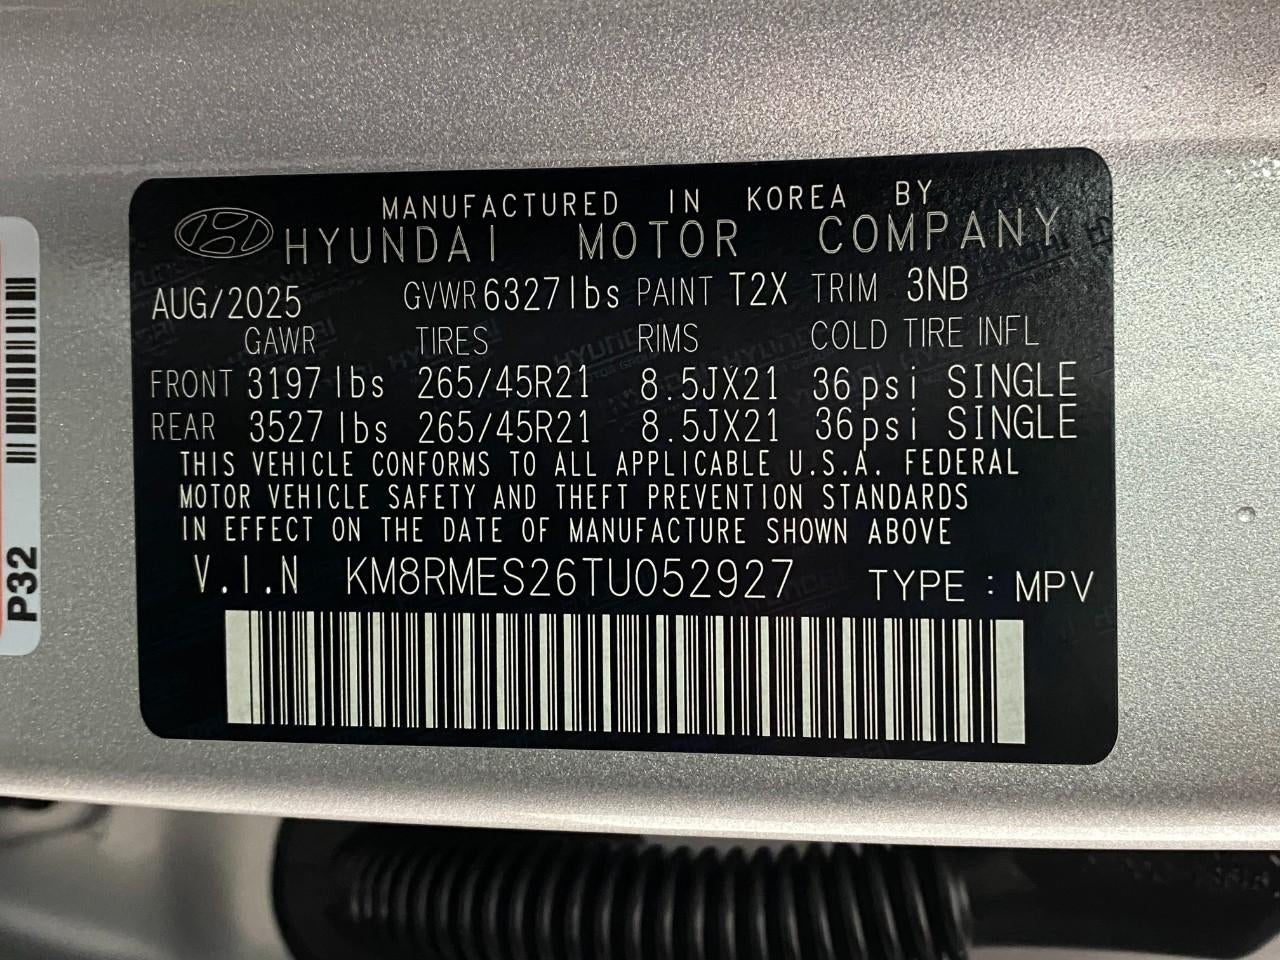 MANUFACTURED IN KOREA BY
HYUNDAI MOTOR COMPANY
AUG/2025 GVWR 6327lbs PAINT T2X TRIM 3NB
GAWR TIRES RIMS COLD TIRE INFL
FRONT 3197lbs 265/45R21 8.5JX21 36psi SINGLE
REAR 3527lbs 265/45R21 8.5JX21 36psi SINGLE
THIS VEHICLE CONFORMS TO ALL APPLICABLE U.S.A. FEDERAL
MOTOR VEHICLE SAFETY AND THEFT PREVENTION STANDARDS
IN EFFECT ON THE DATE OF MANUFACTURE SHOWN ABOVE
V.I.N KM8RMES26TU052927 TYPE : MPV
P32